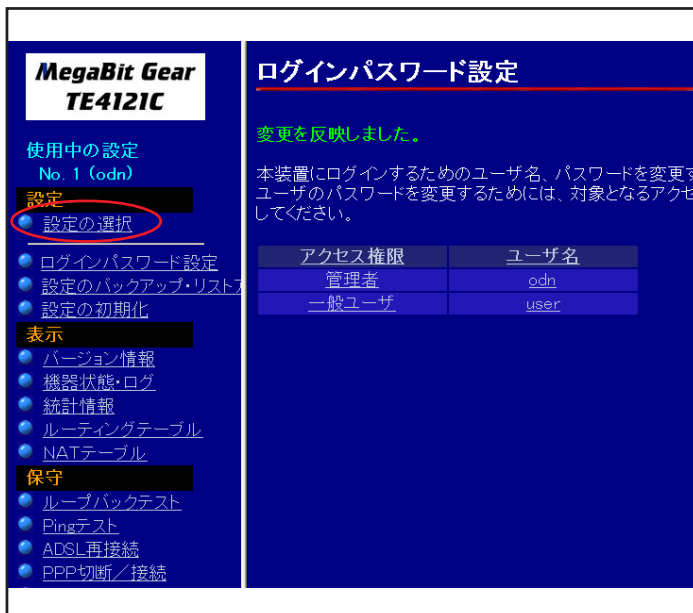 MegaBit Gear
TE4121C
使用中の設定
No. 1 (odn)
設定
設定の選択
ログインパスワード設定
設定のバックアップ・リストア
設定の初期化
表示
バージョン情報
機器状態・ログ
統計情報
ルーティングテーブル
NATテーブル
保守
ループバックテスト
Pingテスト
ADSL再接続
PPP切断／接続
ログインパスワード設定
変更を反映しました。
本装置にログインするためのユーザ名、パスワードを変更す
ユーザのパスワードを変更するためには、対象となるアクセ
してください。
アクセス権限 ユーザ名
管理者 odn
一般ユーザ user